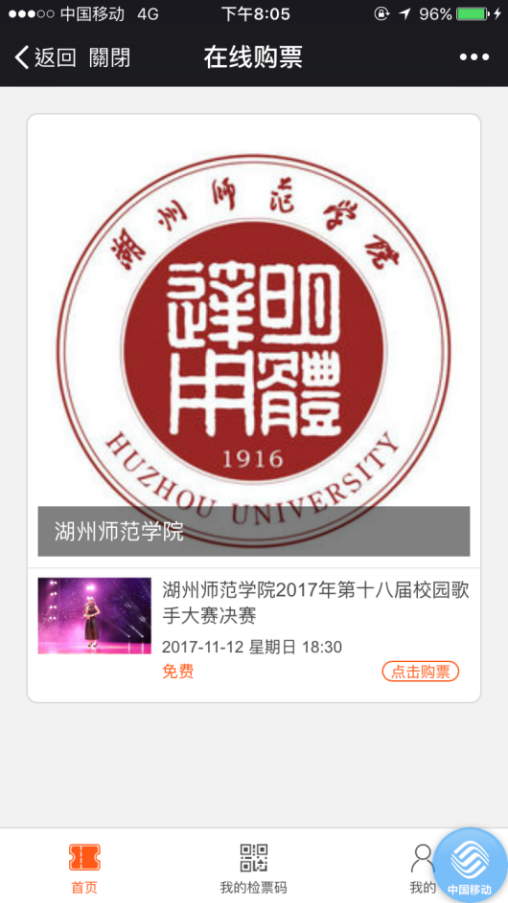 中国移动 4G 下午8:05 96%
返回 關閉 在线购票
湖州师范学院
明體達用
1916
HUZHOU UNIVERSITY
湖州师范学院
湖州师范学院2017年第十八届校园歌
手大赛决赛
2017-11-12 星期日 18:30
免费 点击购票
首页 我的检票码 我的
中国移动